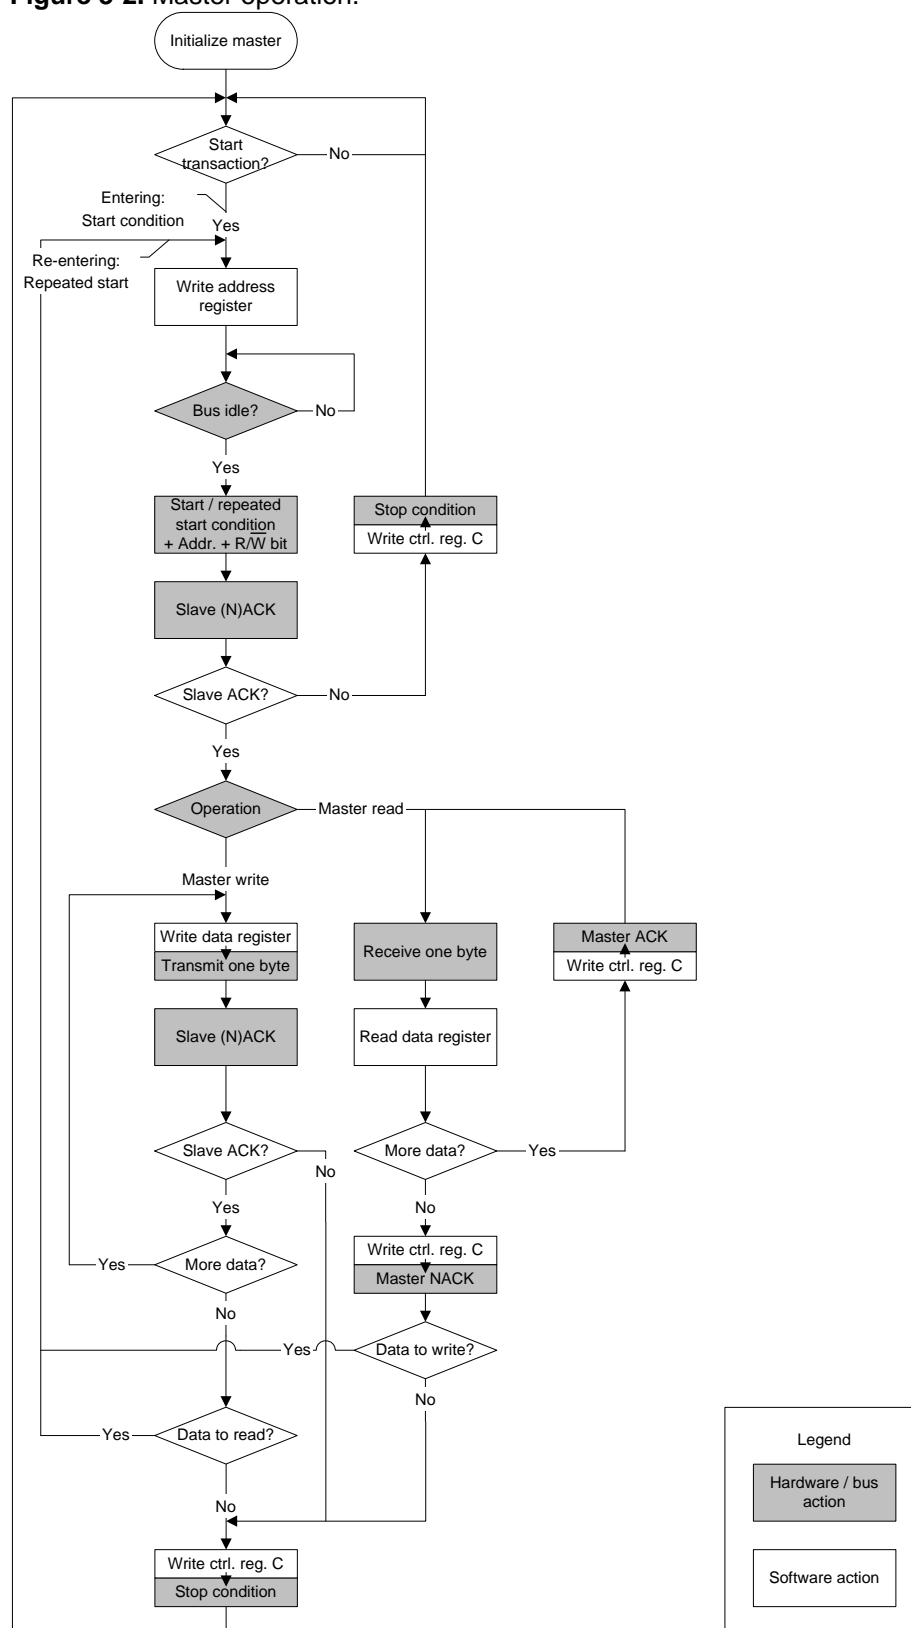 Figure 3-2. Master operation.
Initialize master
Start
transaction?
No
Entering:
Start condition
Yes
Re-entering:
Repeated start
Write address
register
Bus idle?
No
Yes
Start / repeated
start condition
+ Addr. + R/W̅ bit
Stop condition
Write ctrl. reg. C
Slave (N)ACK
Slave ACK?
No
Yes
Operation
Master read
Master write
Write data register
Transmit one byte
Receive one byte
Master ACK
Write ctrl. reg. C
Slave (N)ACK
Read data register
Slave ACK?
No
More data?
Yes
Yes
No
More data?
Yes
No
Write ctrl. reg. C
Master NACK
Data to write?
Yes
No
Data to read?
Yes
No
Write ctrl. reg. C
Stop condition
Legend
Hardware / bus
action
Software action